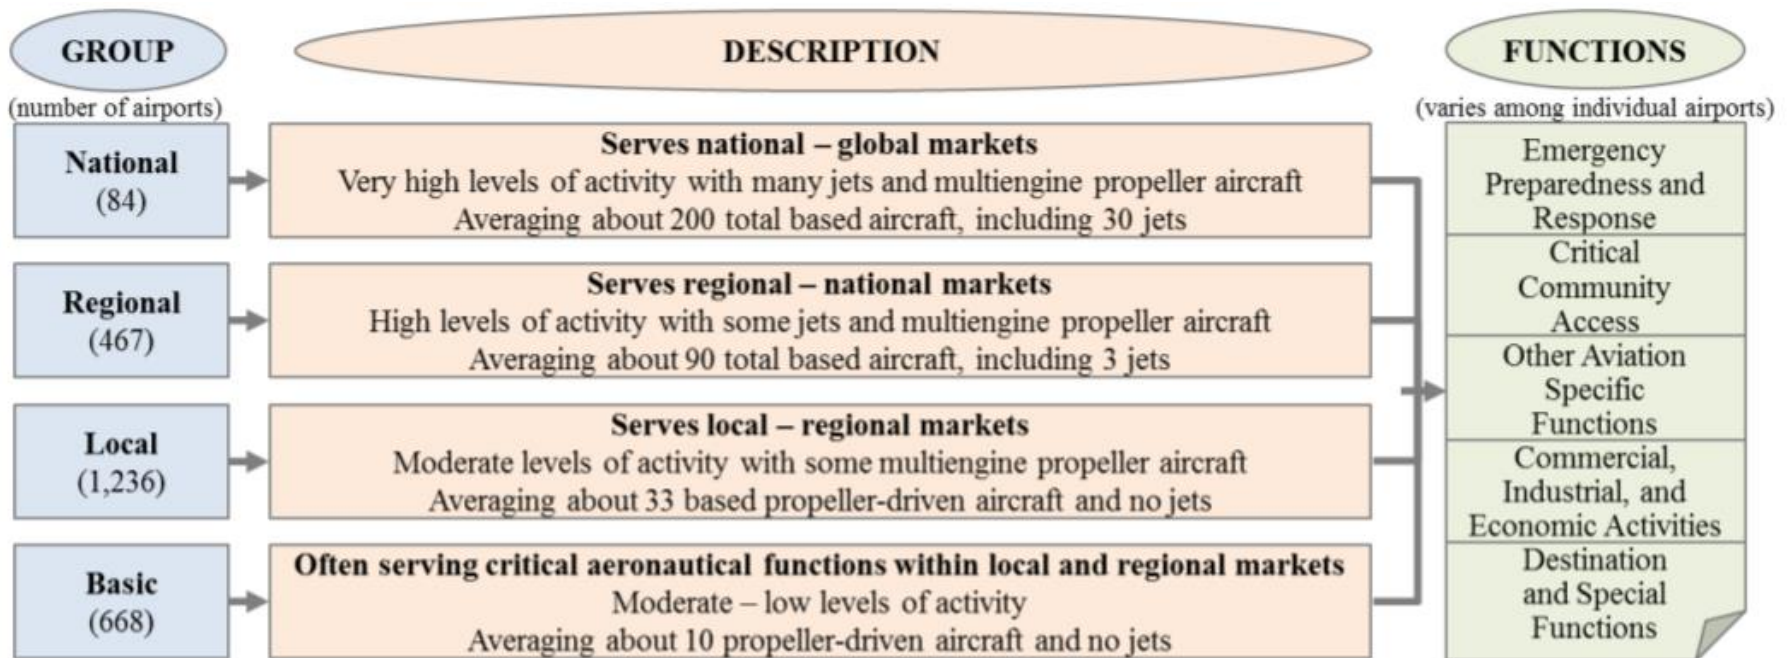 GROUP
(number of airports)
DESCRIPTION
FUNCTIONS
(varies among individual airports)
National
(84)
Serves national – global markets
Very high levels of activity with many jets and multiengine propeller aircraft
Averaging about 200 total based aircraft, including 30 jets
Regional
(467)
Serves regional – national markets
High levels of activity with some jets and multiengine propeller aircraft
Averaging about 90 total based aircraft, including 3 jets
Local
(1,236)
Serves local – regional markets
Moderate levels of activity with some multiengine propeller aircraft
Averaging about 33 based propeller-driven aircraft and no jets
Basic
(668)
Often serving critical aeronautical functions within local and regional markets
Moderate – low levels of activity
Averaging about 10 propeller-driven aircraft and no jets
Emergency
Preparedness and
Response
Critical
Community
Access
Other Aviation
Specific
Functions
Commercial,
Industrial, and
Economic Activities
Destination
and Special
Functions